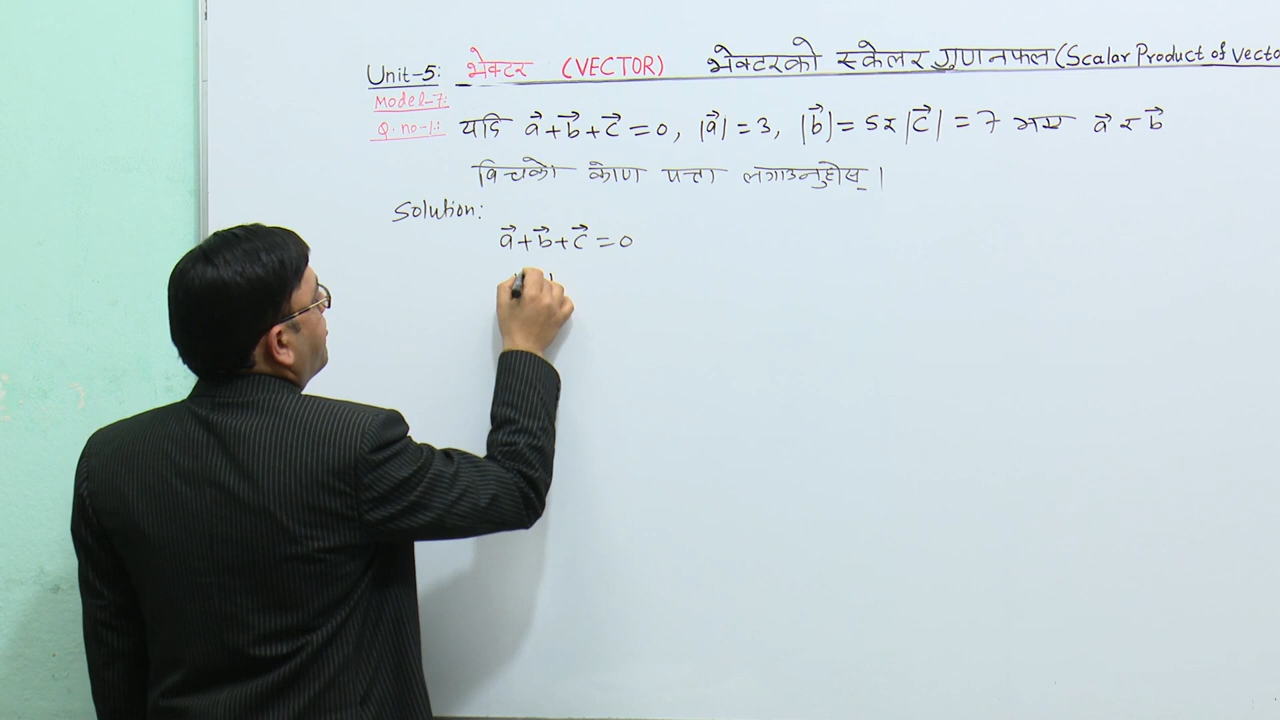 Unit-5: भेक्टर (VECTOR) भेक्टरको स्केलर गुणनफल (Scalar Product of Vecto
Model-7:
Q. no-1: यदि a⃗+b⃗+c⃗ = 0, |a⃗| = 3, |b⃗| = 5 र |c⃗| = 7 भए a⃗ र b⃗
विचको कोण पत्ता लगाउनुहोस् ।
Solution:
a⃗+b⃗+c⃗ = 0